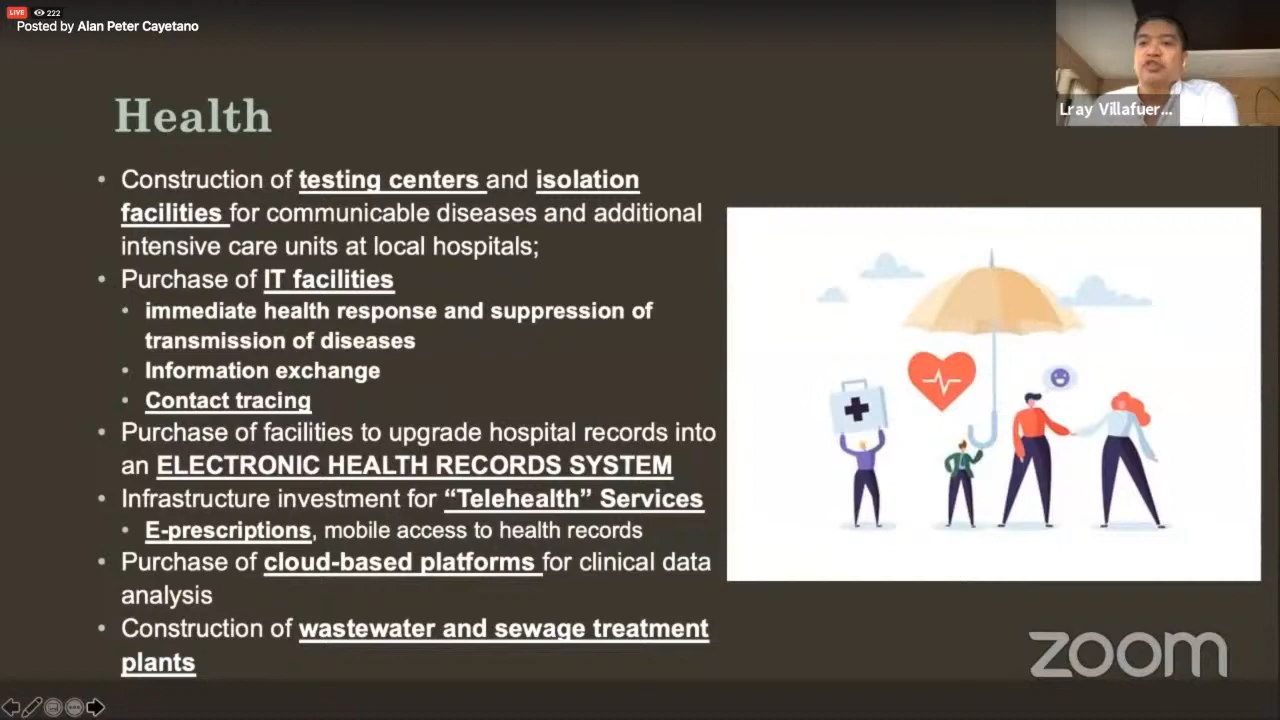 LIVE 222
Posted by Alan Peter Cayetano
Lray Villafuer...
Health
• Construction of testing centers and isolation
facilities for communicable diseases and additional
intensive care units at local hospitals;
• Purchase of IT facilities
• immediate health response and suppression of
transmission of diseases
• Information exchange
• Contact tracing
• Purchase of facilities to upgrade hospital records into
an ELECTRONIC HEALTH RECORDS SYSTEM
• Infrastructure investment for “Telehealth” Services
• E-prescriptions, mobile access to health records
• Purchase of cloud-based platforms for clinical data
analysis
• Construction of wastewater and sewage treatment
plants
zoom